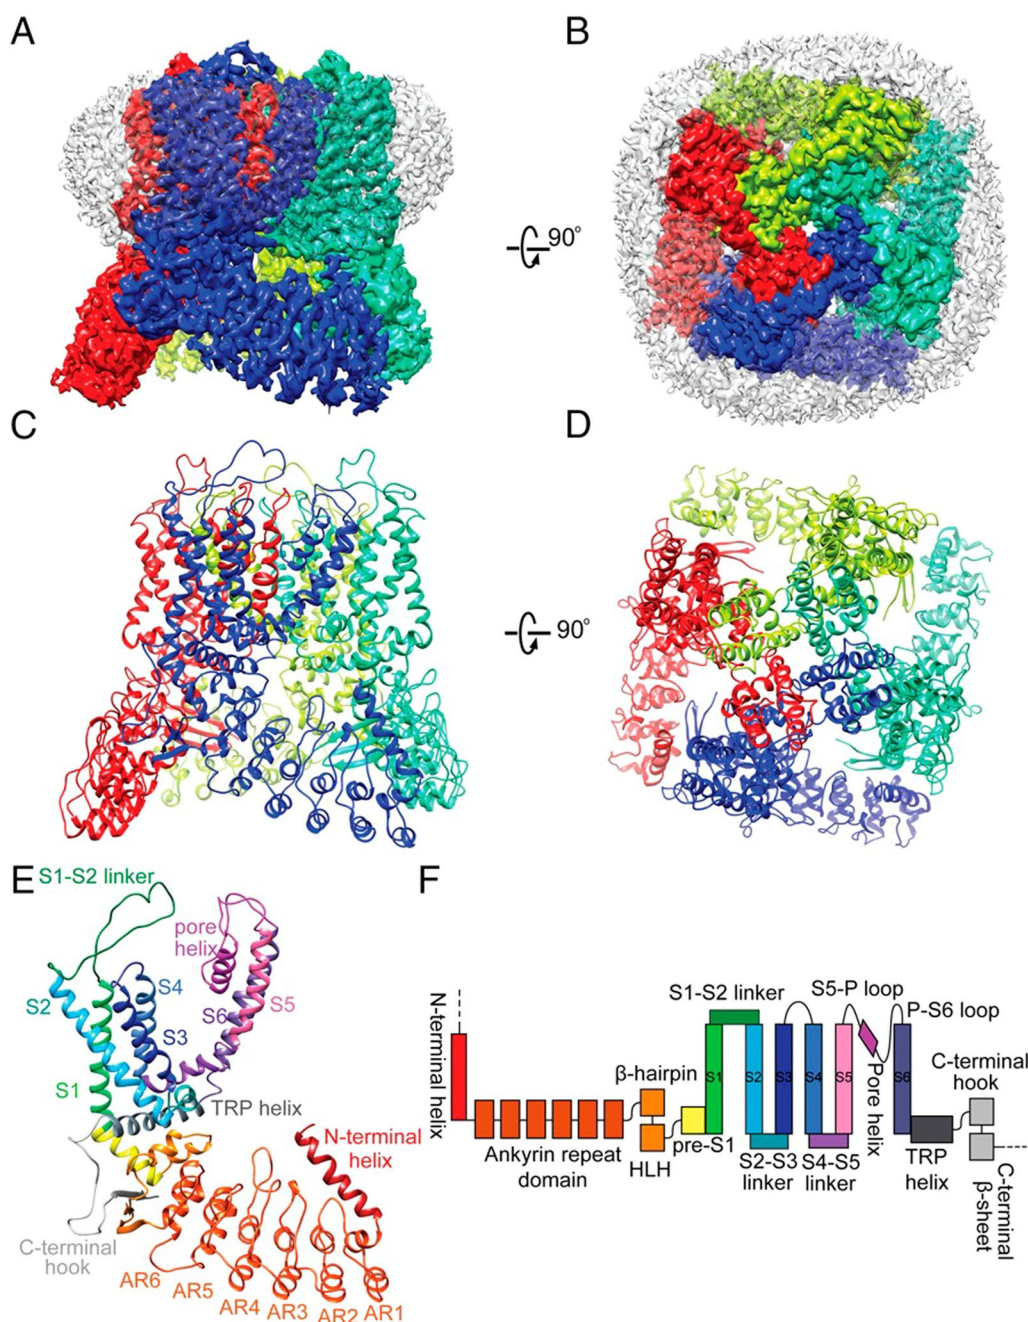 A
B
90°
C
D
90°
E
S1-S2 linker
pore
helix
S2
S4
S5
S6
S3
S1
TRP helix
N-terminal
helix
C-terminal
hook
AR6
AR5
AR4
AR3
AR2
AR1
F
N-terminal helix
Ankyrin repeat
domain
β-hairpin
HLH
pre-S1
S1-S2 linker
S1
S2
S3
S4
S5
S6
S2-S3
linker
S4-S5
linker
S5-P loop
Pore helix
P-S6 loop
TRP
helix
C-terminal
hook
C-terminal
β-sheet